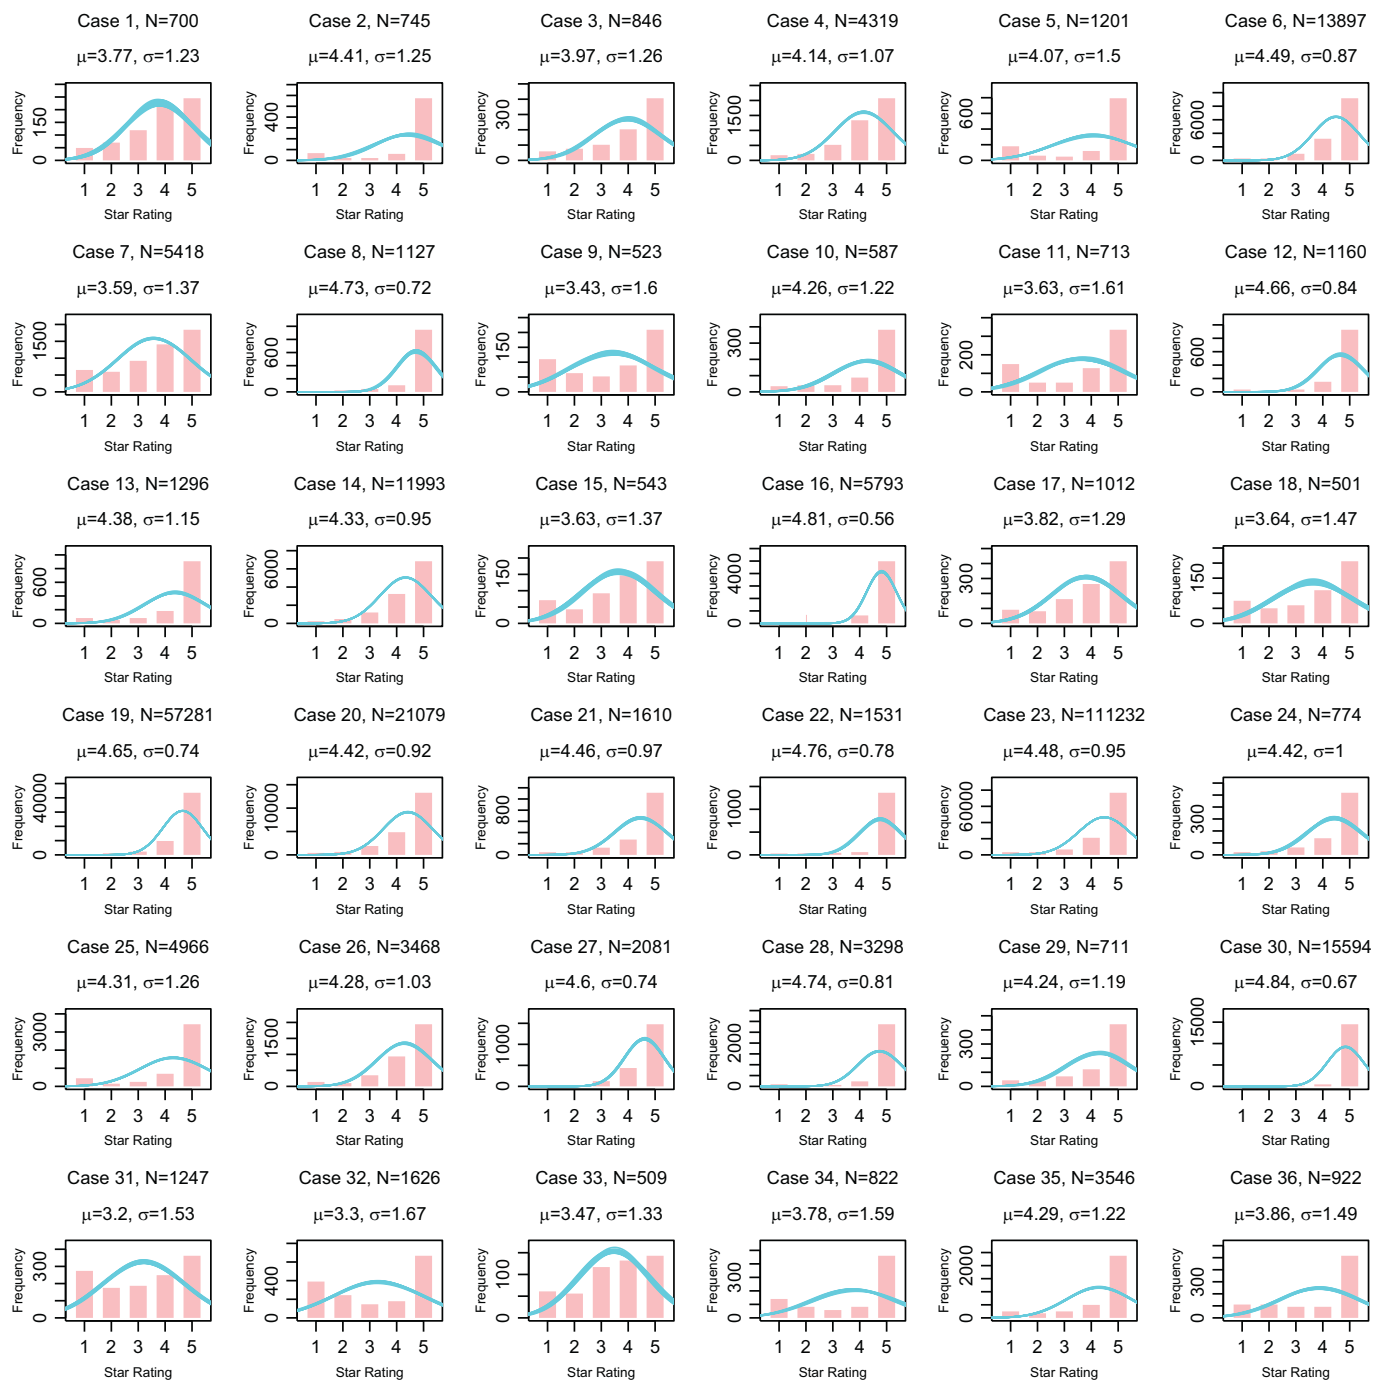 Case 1, N=700
μ=3.77, σ=1.23
Frequency
0 150
1 2 3 4 5
Star Rating
Case 2, N=745
μ=4.41, σ=1.25
Frequency
0 400
1 2 3 4 5
Star Rating
Case 3, N=846
μ=3.97, σ=1.26
Frequency
0 300
1 2 3 4 5
Star Rating
Case 4, N=4319
μ=4.14, σ=1.07
Frequency
0 1500
1 2 3 4 5
Star Rating
Case 5, N=1201
μ=4.07, σ=1.5
Frequency
0 600
1 2 3 4 5
Star Rating
Case 6, N=13897
μ=4.49, σ=0.87
Frequency
0 6000
1 2 3 4 5
Star Rating
Case 7, N=5418
μ=3.59, σ=1.37
Frequency
0 1500
1 2 3 4 5
Star Rating
Case 8, N=1127
μ=4.73, σ=0.72
Frequency
0 600
1 2 3 4 5
Star Rating
Case 9, N=523
μ=3.43, σ=1.6
Frequency
0 150
1 2 3 4 5
Star Rating
Case 10, N=587
μ=4.26, σ=1.22
Frequency
0 300
1 2 3 4 5
Star Rating
Case 11, N=713
μ=3.63, σ=1.61
Frequency
0 200
1 2 3 4 5
Star Rating
Case 12, N=1160
μ=4.66, σ=0.84
Frequency
0 600
1 2 3 4 5
Star Rating
Case 13, N=1296
μ=4.38, σ=1.15
Frequency
0 600
1 2 3 4 5
Star Rating
Case 14, N=11993
μ=4.33, σ=0.95
Frequency
0 6000
1 2 3 4 5
Star Rating
Case 15, N=543
μ=3.63, σ=1.37
Frequency
0 150
1 2 3 4 5
Star Rating
Case 16, N=5793
μ=4.81, σ=0.56
Frequency
0 4000
1 2 3 4 5
Star Rating
Case 17, N=1012
μ=3.82, σ=1.29
Frequency
0 300
1 2 3 4 5
Star Rating
Case 18, N=501
μ=3.64, σ=1.47
Frequency
0 150
1 2 3 4 5
Star Rating
Case 19, N=57281
μ=4.65, σ=0.74
Frequency
0 40000
1 2 3 4 5
Star Rating
Case 20, N=21079
μ=4.42, σ=0.92
Frequency
0 10000
1 2 3 4 5
Star Rating
Case 21, N=1610
μ=4.46, σ=0.97
Frequency
0 800
1 2 3 4 5
Star Rating
Case 22, N=1531
μ=4.76, σ=0.78
Frequency
0 1000
1 2 3 4 5
Star Rating
Case 23, N=111232
μ=4.48, σ=0.95
Frequency
0 60000
1 2 3 4 5
Star Rating
Case 24, N=774
μ=4.42, σ=1
Frequency
0 300
1 2 3 4 5
Star Rating
Case 25, N=4966
μ=4.31, σ=1.26
Frequency
0 3000
1 2 3 4 5
Star Rating
Case 26, N=3468
μ=4.28, σ=1.03
Frequency
0 1500
1 2 3 4 5
Star Rating
Case 27, N=2081
μ=4.6, σ=0.74
Frequency
0 1000
1 2 3 4 5
Star Rating
Case 28, N=3298
μ=4.74, σ=0.81
Frequency
0 2000
1 2 3 4 5
Star Rating
Case 29, N=711
μ=4.24, σ=1.19
Frequency
0 300
1 2 3 4 5
Star Rating
Case 30, N=15594
μ=4.84, σ=0.67
Frequency
0 15000
1 2 3 4 5
Star Rating
Case 31, N=1247
μ=3.2, σ=1.53
Frequency
0 300
1 2 3 4 5
Star Rating
Case 32, N=1626
μ=3.3, σ=1.67
Frequency
0 400
1 2 3 4 5
Star Rating
Case 33, N=509
μ=3.47, σ=1.33
Frequency
0 100
1 2 3 4 5
Star Rating
Case 34, N=822
μ=3.78, σ=1.59
Frequency
0 300
1 2 3 4 5
Star Rating
Case 35, N=3546
μ=4.29, σ=1.22
Frequency
0 2000
1 2 3 4 5
Star Rating
Case 36, N=922
μ=3.86, σ=1.49
Frequency
0 300
1 2 3 4 5
Star Rating